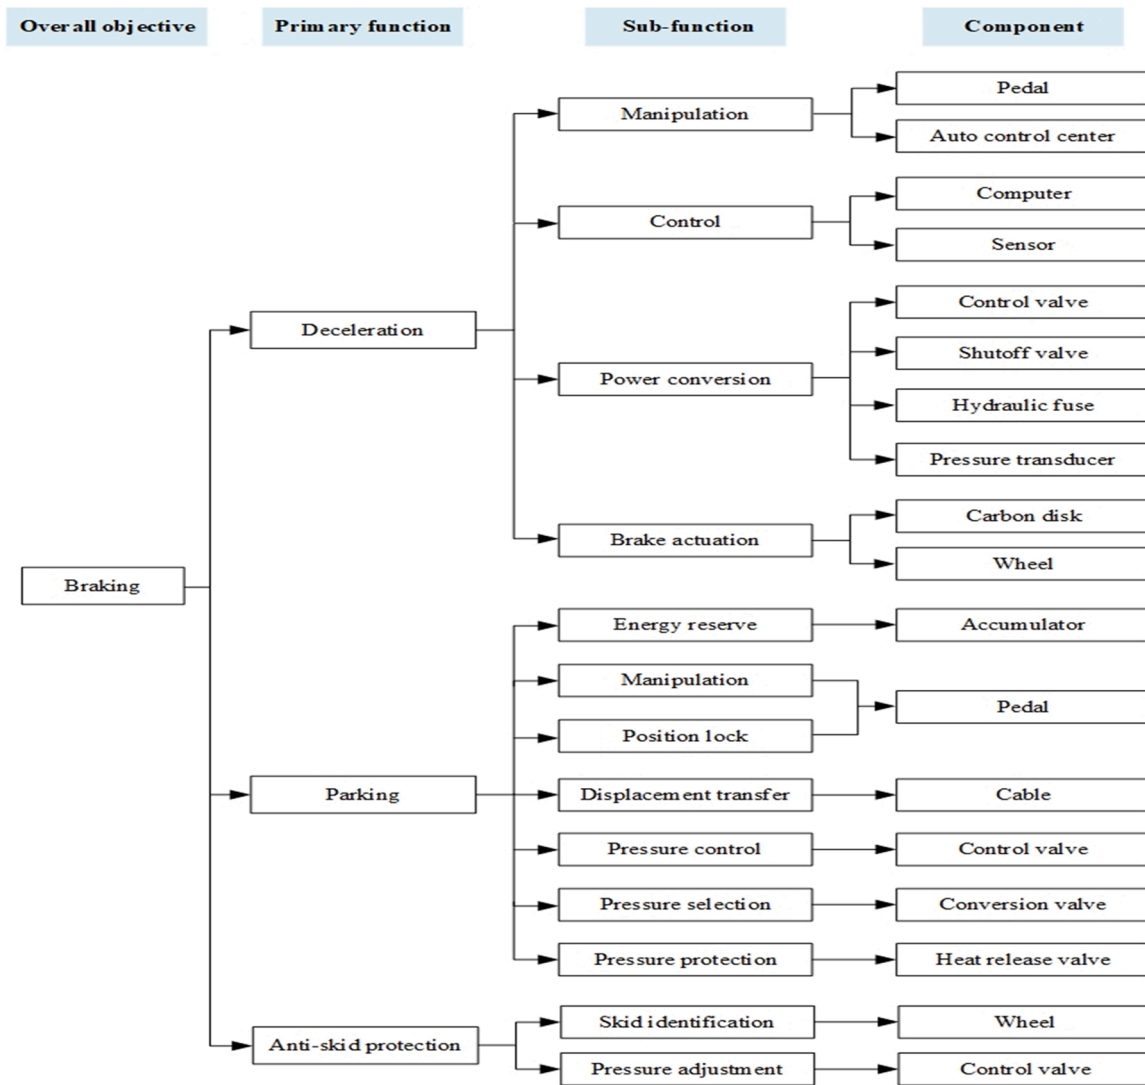 Overall objective
Primary function
Sub-function
Component
Braking
Deceleration
Manipulation
Pedal
Auto control center
Control
Computer
Sensor
Power conversion
Control valve
Shutoff valve
Hydraulic fuse
Pressure transducer
Brake actuation
Carbon disk
Wheel
Parking
Energy reserve
Accumulator
Manipulation
Position lock
Pedal
Displacement transfer
Cable
Pressure control
Control valve
Pressure selection
Conversion valve
Pressure protection
Heat release valve
Anti-skid protection
Skid identification
Wheel
Pressure adjustment
Control valve